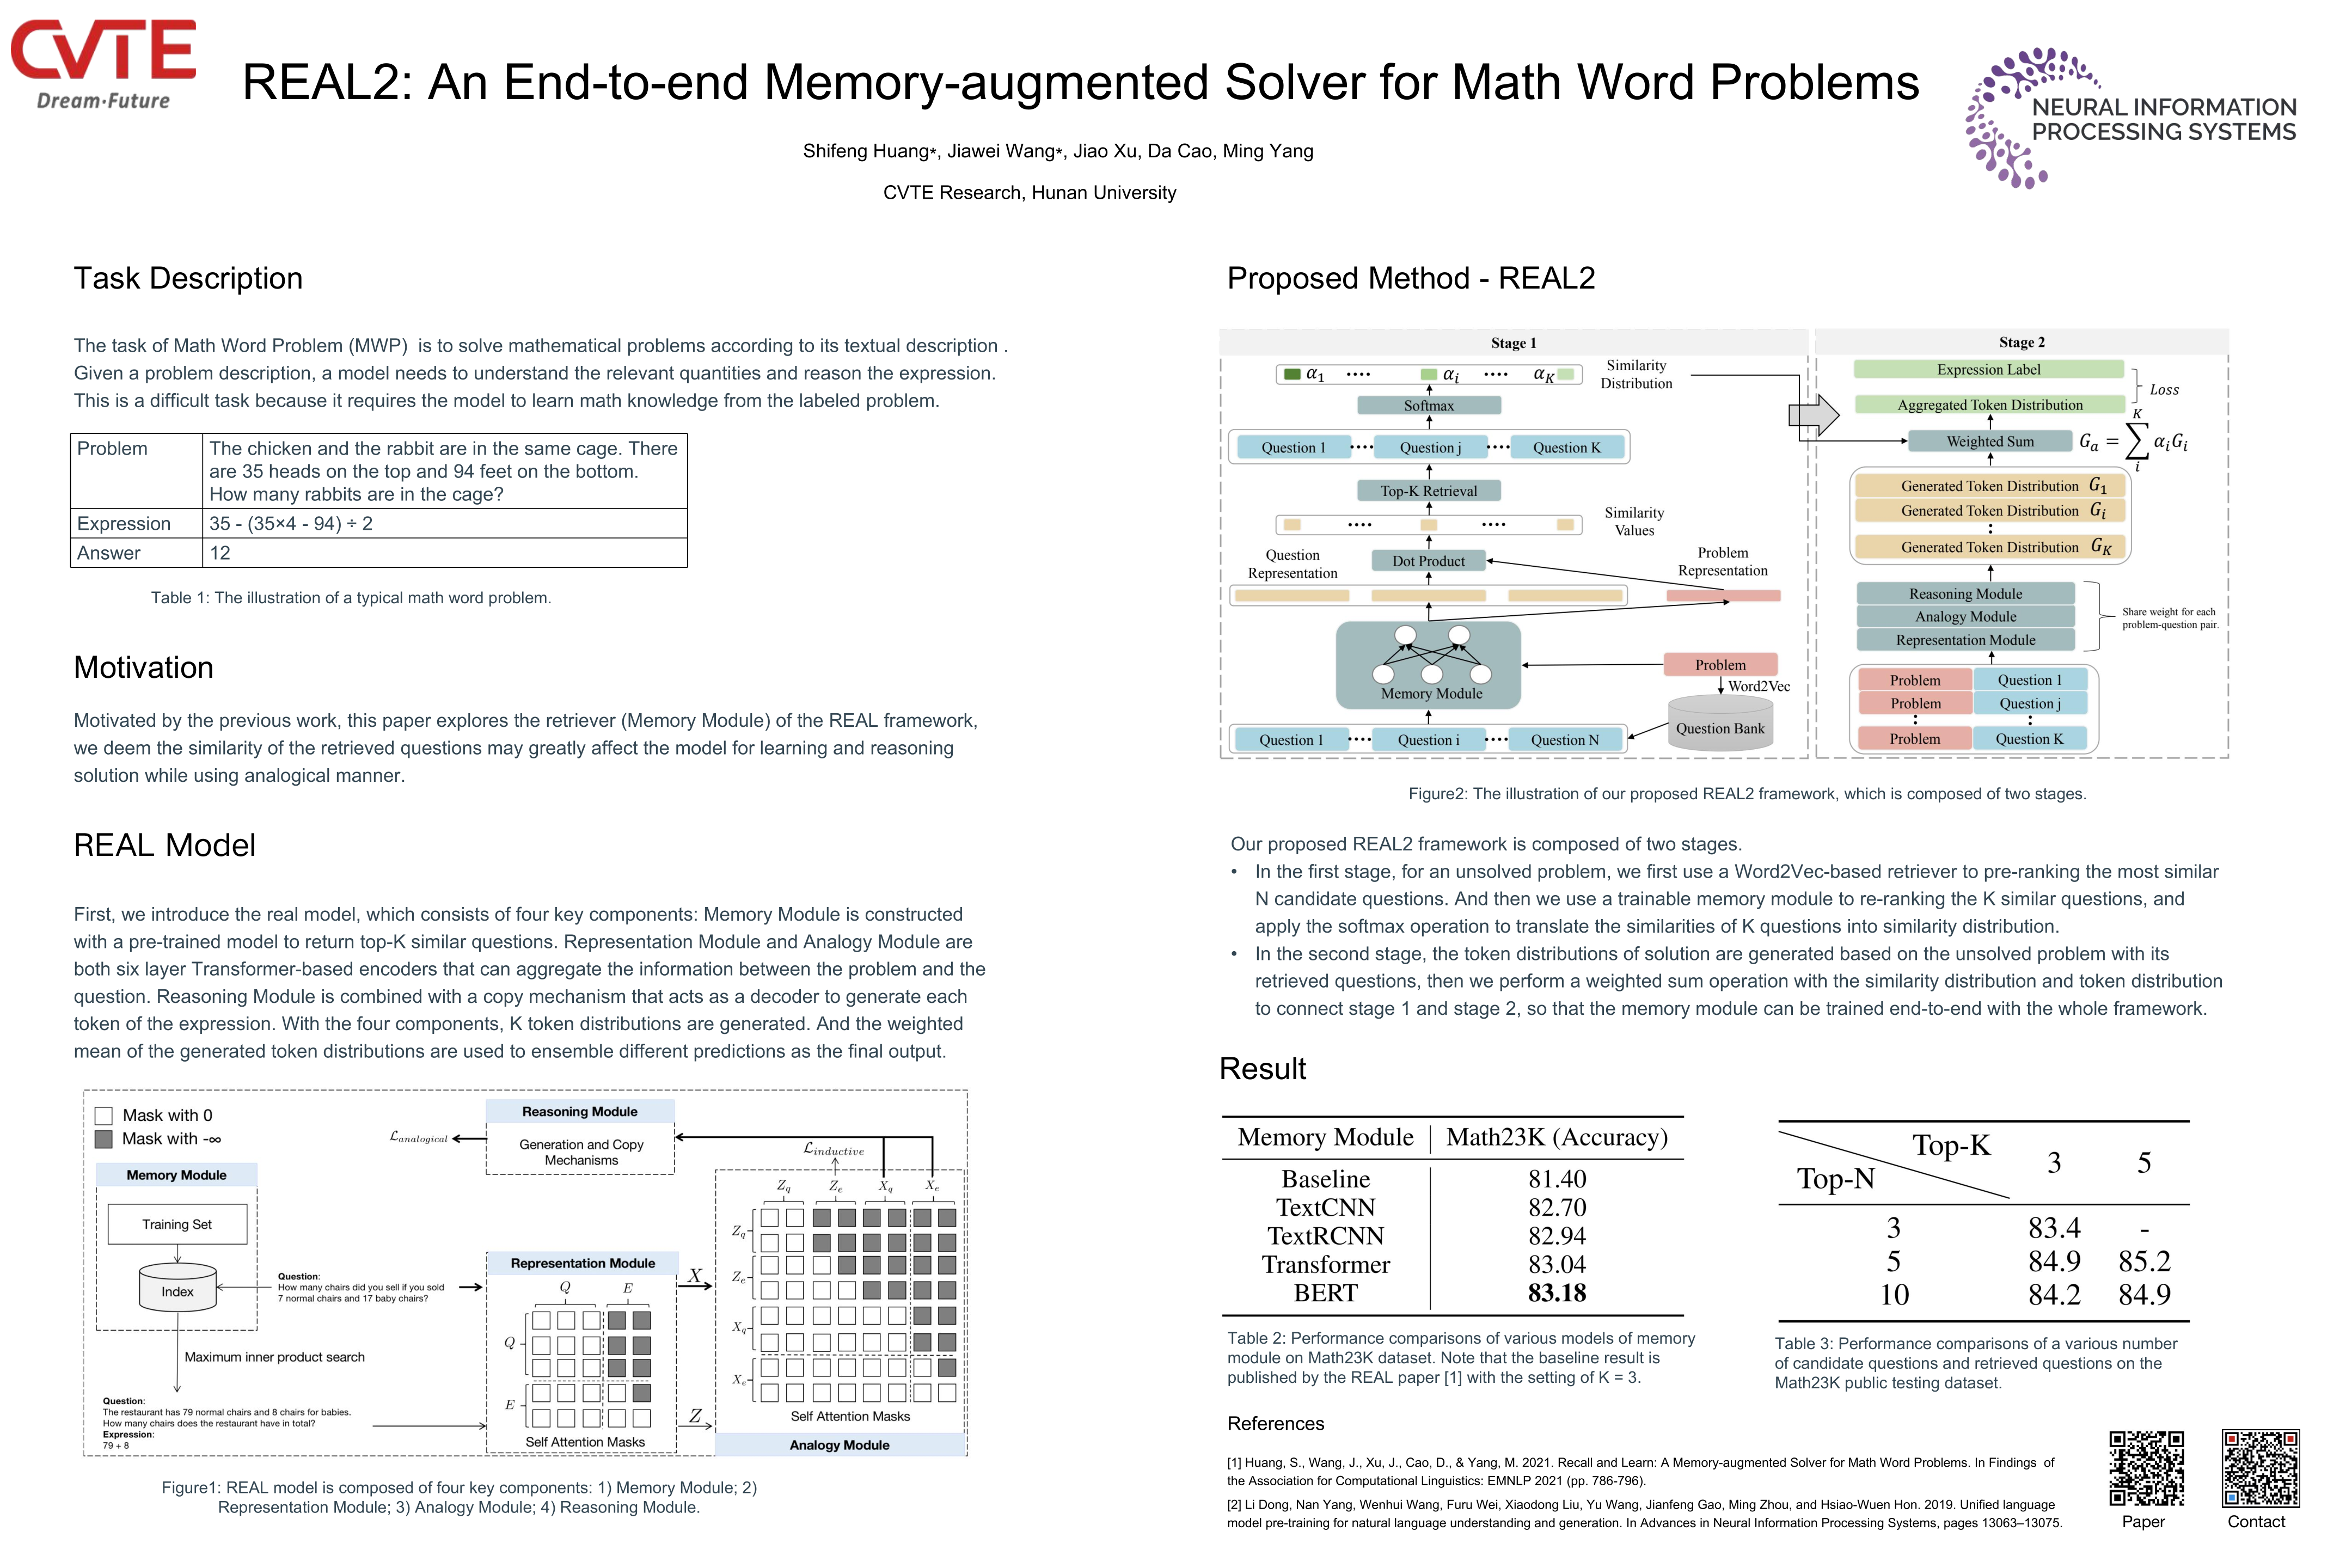 CVTE
Dream·Future
REAL2: An End-to-end Memory-augmented Solver for Math Word Problems
NEURAL INFORMATION
PROCESSING SYSTEMS
Shifeng Huang*, Jiawei Wang*, Jiao Xu, Da Cao, Ming Yang
CVTE Research, Hunan University
Task Description
The task of Math Word Problem (MWP)  is to solve mathematical problems according to its textual description .
Given a problem description, a model needs to understand the relevant quantities and reason the expression.
This is a difficult task because it requires the model to learn math knowledge from the labeled problem.
Problem
The chicken and the rabbit are in the same cage. There
are 35 heads on the top and 94 feet on the bottom.
How many rabbits are in the cage?
Expression
35 - (35×4 - 94) ÷ 2
Answer
12
Table 1: The illustration of a typical math word problem.
Motivation
Motivated by the previous work, this paper explores the retriever (Memory Module) of the REAL framework,
we deem the similarity of the retrieved questions may greatly affect the model for learning and reasoning
solution while using analogical manner.
REAL Model
First, we introduce the real model, which consists of four key components: Memory Module is constructed
with a pre-trained model to return top-K similar questions. Representation Module and Analogy Module are
both six layer Transformer-based encoders that can aggregate the information between the problem and the
question. Reasoning Module is combined with a copy mechanism that acts as a decoder to generate each
token of the expression. With the four components, K token distributions are generated. And the weighted
mean of the generated token distributions are used to ensemble different predictions as the final output.
Mask with 0
Mask with -∞
Memory Module
Training Set
Index
Question:
How many chairs did you sell if you sold
7 normal chairs and 17 baby chairs?
Maximum inner product search
Question:
The restaurant has 79 normal chairs and 8 chairs for babies.
How many chairs does the restaurant have in total?
Expression:
79 + 8
ℒanalogical
Reasoning Module
Generation and Copy
Mechanisms
ℒinductive
Representation Module
Q E
Q
E
Self Attention Masks
X
Z
Zq Ze Xq Xe
Zq
Ze
Xq
Xe
Self Attention Masks
Analogy Module
Figure1: REAL model is composed of four key components: 1) Memory Module; 2)
Representation Module; 3) Analogy Module; 4) Reasoning Module.
Proposed Method - REAL2
Stage 1
α1 .... αi .... αK
Similarity
Distribution
Softmax
Question 1 .... Question j .... Question K
Top-K Retrieval
.... ....
Similarity
Values
Question
Representation
Dot Product
Problem
Representation
Memory Module
Problem
Word2Vec
Question Bank
Question 1 .... Question i .... Question N
Stage 2
Expression Label
Loss
Aggregated Token Distribution
Weighted Sum
Ga = ∑iK αiGi
Generated Token Distribution G1
Generated Token Distribution Gi
⋮
Generated Token Distribution GK
Reasoning Module
Analogy Module
Representation Module
Share weight for each
problem-question pair.
Problem Question 1
Problem Question j
⋮ ⋮
Problem Question K
Figure2: The illustration of our proposed REAL2 framework, which is composed of two stages.
Our proposed REAL2 framework is composed of two stages.
• In the first stage, for an unsolved problem, we first use a Word2Vec-based retriever to pre-ranking the most similar
N candidate questions. And then we use a trainable memory module to re-ranking the K similar questions, and
apply the softmax operation to translate the similarities of K questions into similarity distribution.
• In the second stage, the token distributions of solution are generated based on the unsolved problem with its
retrieved questions, then we perform a weighted sum operation with the similarity distribution and token distribution
to connect stage 1 and stage 2, so that the memory module can be trained end-to-end with the whole framework.
Result
Memory Module Math23K (Accuracy)
Baseline 81.40
TextCNN 82.70
TextRCNN 82.94
Transformer 83.04
BERT 83.18
Table 2: Performance comparisons of various models of memory
module on Math23K dataset. Note that the baseline result is
published by the REAL paper [1] with the setting of K = 3.
Top-K
Top-N
3 5
3 83.4 -
5 84.9 85.2
10 84.2 84.9
Table 3: Performance comparisons of a various number
of candidate questions and retrieved questions on the
Math23K public testing dataset.
References
[1] Huang, S., Wang, J., Xu, J., Cao, D., & Yang, M. 2021. Recall and Learn: A Memory-augmented Solver for Math Word Problems. In Findings  of
the Association for Computational Linguistics: EMNLP 2021 (pp. 786-796).
[2] Li Dong, Nan Yang, Wenhui Wang, Furu Wei, Xiaodong Liu, Yu Wang, Jianfeng Gao, Ming Zhou, and Hsiao-Wuen Hon. 2019. Unified language
model pre-training for natural language understanding and generation. In Advances in Neural Information Processing Systems, pages 13063–13075.
Paper
Contact